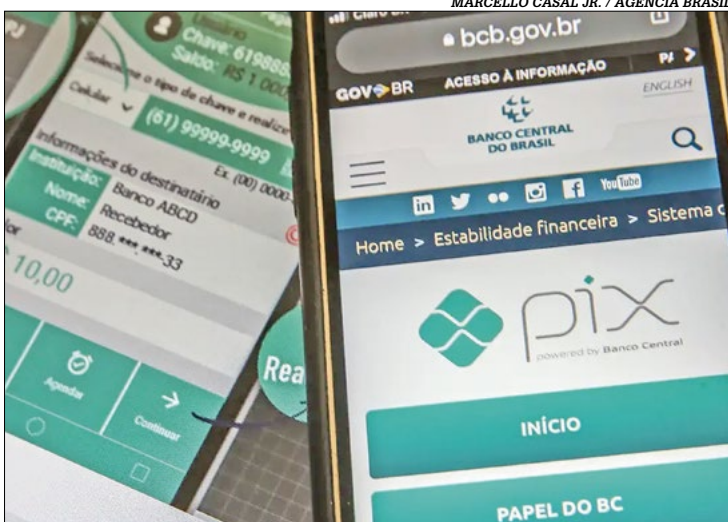 MARCELLO CASAL JR. / AGÊNCIA BRASIL
PJ
Usuário
Chave: 619888
Saldo: R$ 1.000
Selecione o tipo de chave e realize
Celular
(61) 99999-9999
Ex. (00) 0000-
Informações do destinatário
Instituição: Banco ABCD
Nome: Recebedor
CPF: 888.***.***-33
10,00
Agendar
Continuar
Rea
bcb.gov.br
GOV BR
ACESSO À INFORMAÇÃO
ENGLISH
BANCO CENTRAL
DO BRASIL
in
f
YouTube
Home > Estabilidade financeira > Sistema
pix
powered by Banco Central
INÍCIO
PAPEL DO BC